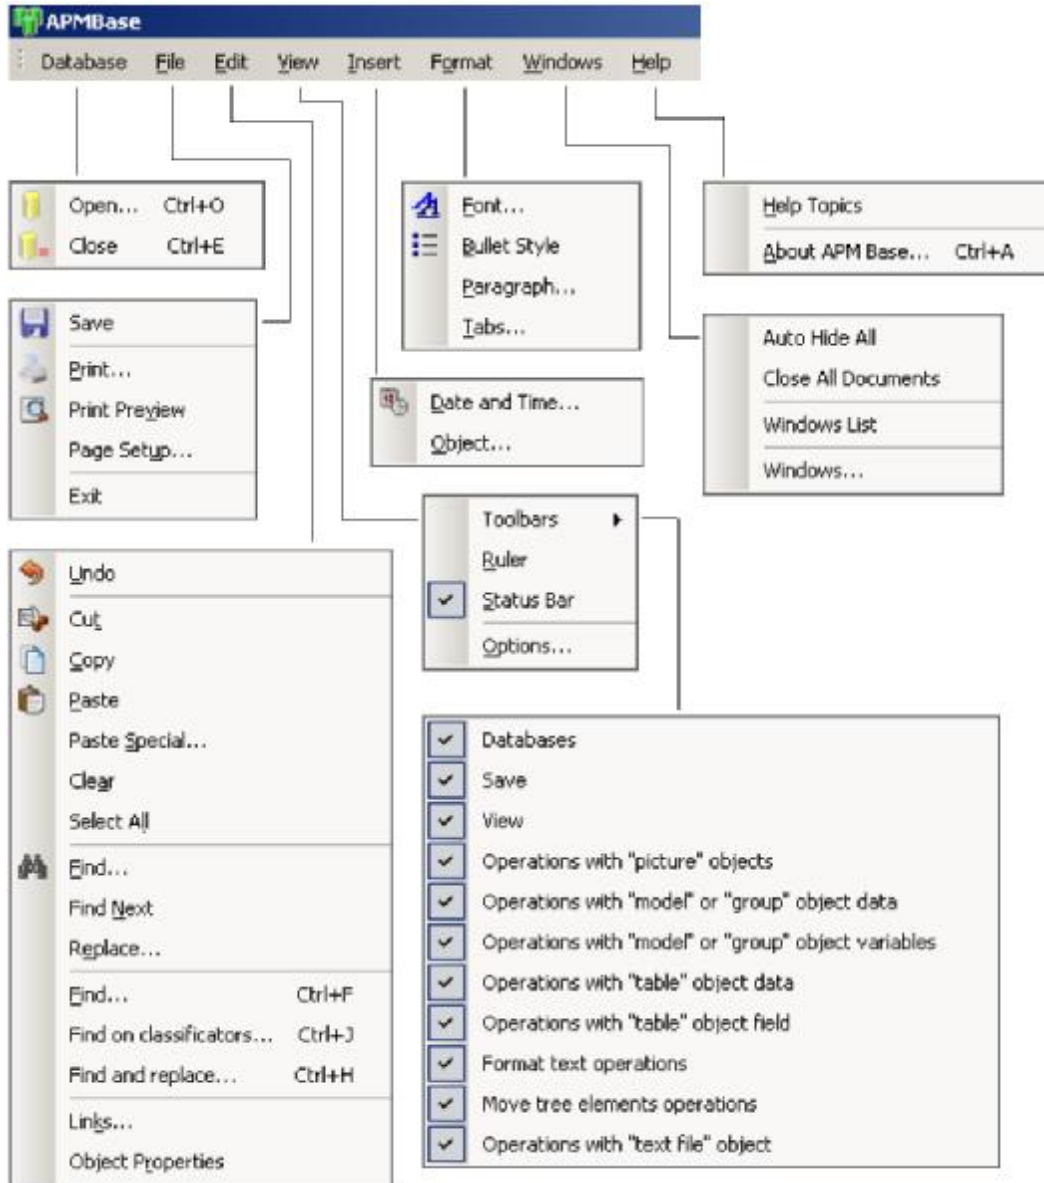 APMBase
Database File Edit View Insert Format Windows Help
Open... Ctrl+O
Close Ctrl+E
Save
Print...
Print Preview
Page Setup...
Exit
Undo
Cut
Copy
Paste
Paste Special...
Clear
Select All
Find...
Find Next
Replace...
Find... Ctrl+F
Find on classificators... Ctrl+J
Find and replace... Ctrl+H
Links...
Object Properties
Font...
Bullet Style
Paragraph...
Tabs...
Date and Time...
Object...
Toolbars
Ruler
Status Bar
Options...
Databases
Save
View
Operations with "picture" objects
Operations with "model" or "group" object data
Operations with "model" or "group" object variables
Operations with "table" object data
Operations with "table" object field
Format text operations
Move tree elements operations
Operations with "text file" object
Help Topics
About APM Base... Ctrl+A
Auto Hide All
Close All Documents
Windows List
Windows...